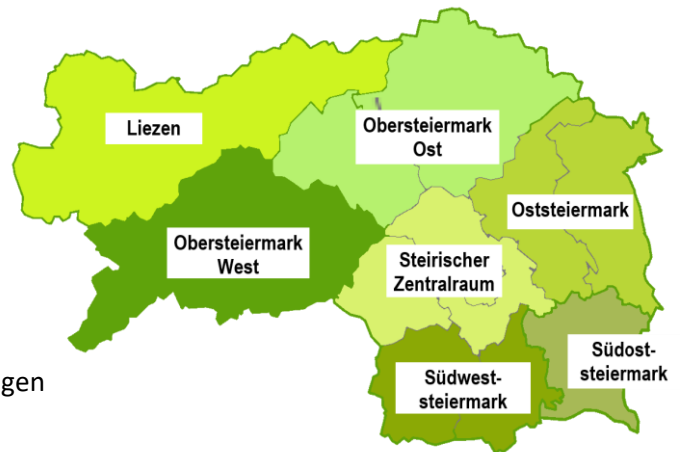 Liezen
Obersteiermark
Ost
Oststeiermark
Obersteiermark
West
Steirischer
Zentralraum
Südost-
steiermark
Südwest-
steiermark
gen